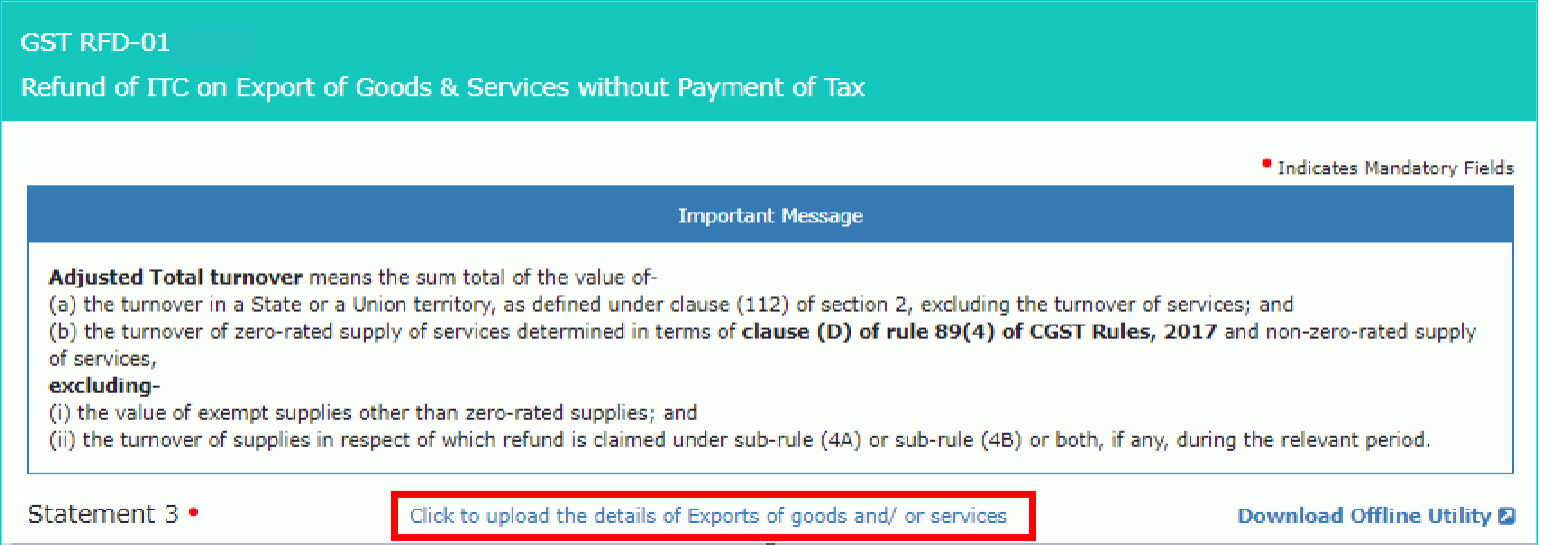 GST RFD-01
Refund of ITC on Export of Goods & Services without Payment of Tax
• Indicates Mandatory Fields
Important Message
Adjusted Total turnover means the sum total of the value of-
(a) the turnover in a State or a Union territory, as defined under clause (112) of section 2, excluding the turnover of services; and
(b) the turnover of zero-rated supply of services determined in terms of clause (D) of rule 89(4) of CGST Rules, 2017 and non-zero-rated supply
of services,
excluding-
(i) the value of exempt supplies other than zero-rated supplies; and
(ii) the turnover of supplies in respect of which refund is claimed under sub-rule (4A) or sub-rule (4B) or both, if any, during the relevant period.
Statement 3 • Click to upload the details of Exports of goods and/ or services Download Offline Utility